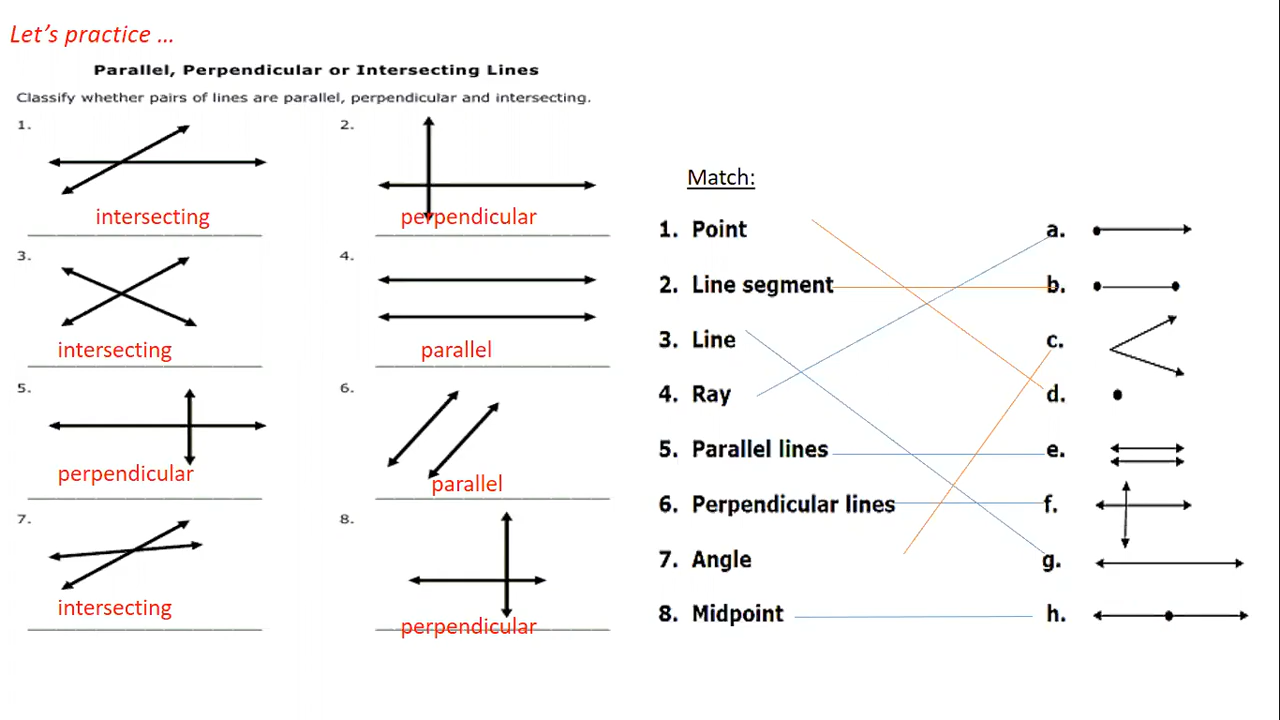 Let's practice …
Parallel, Perpendicular or Intersecting Lines
Classify whether pairs of lines are parallel, perpendicular and intersecting.
1.
intersecting
2.
perpendicular
3.
intersecting
4.
parallel
5.
perpendicular
6.
parallel
7.
intersecting
8.
perpendicular
Match:
1. Point
a.
2. Line segment
b.
3. Line
c.
4. Ray
d.
5. Parallel lines
e.
6. Perpendicular lines
f.
7. Angle
g.
8. Midpoint
h.